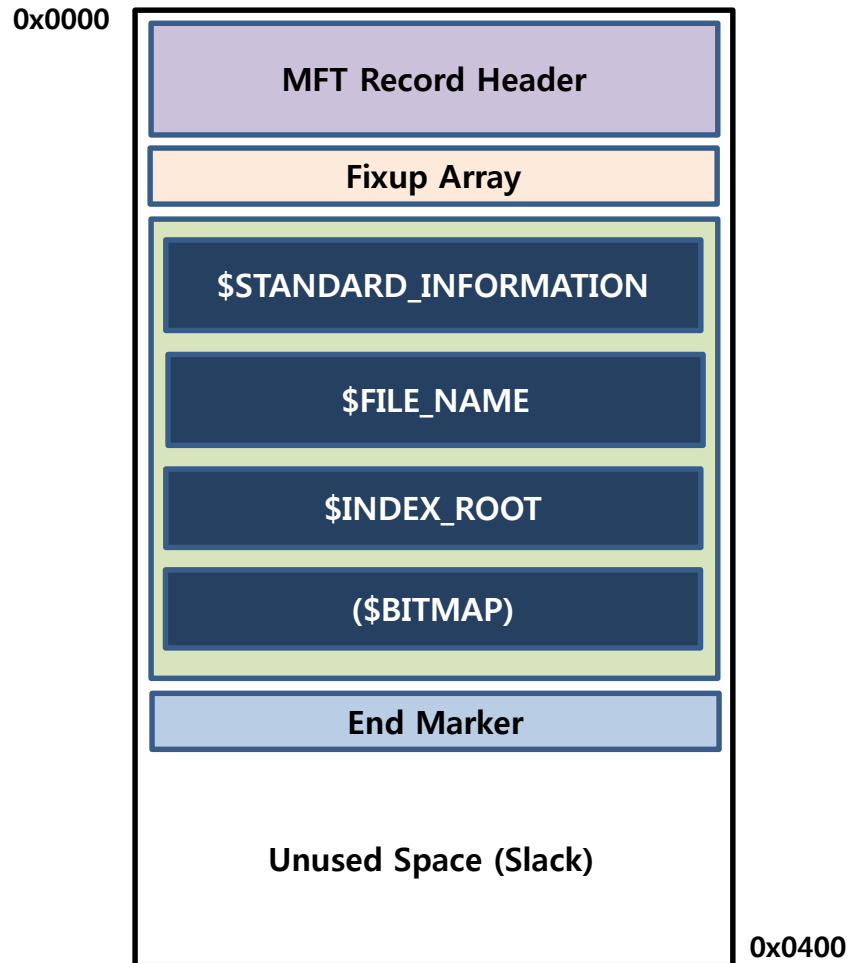 0x0000
MFT Record Header
Fixup Array
$STANDARD_INFORMATION
$FILE_NAME
$INDEX_ROOT
($BITMAP)
End Marker
Unused Space (Slack)
0x0400